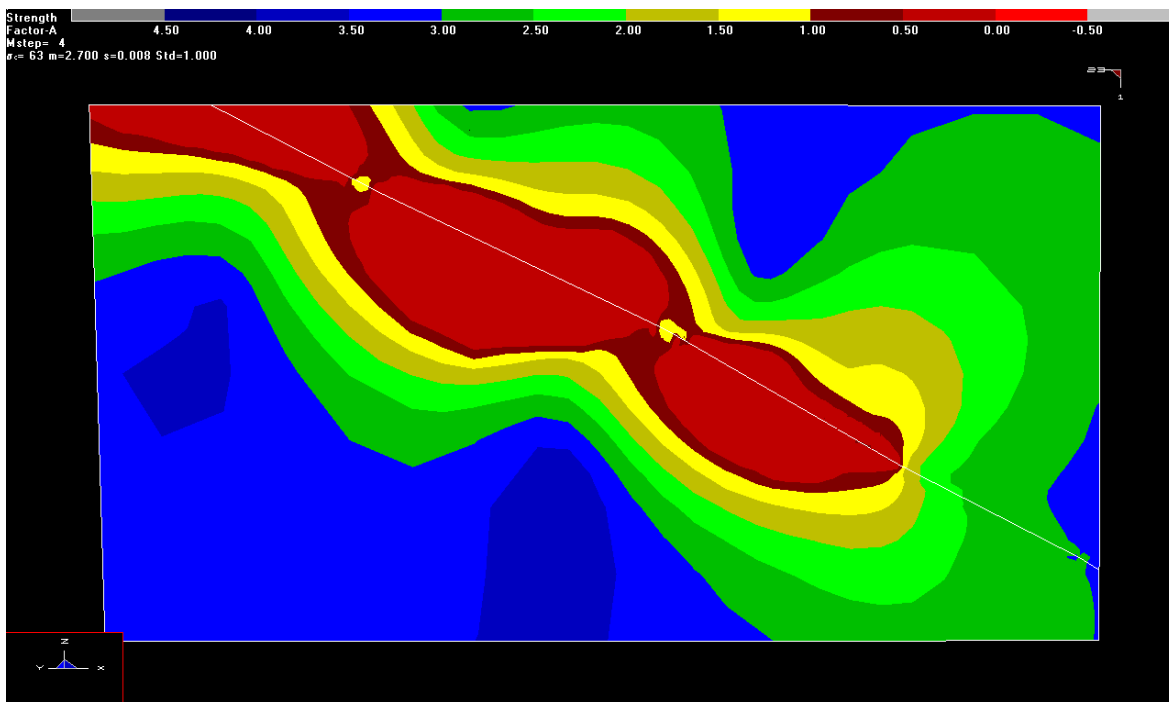 Strength
Factor-A
4.50 4.00 3.50 3.00 2.50 2.00 1.50 1.00 0.50 0.00 -0.50
Mstep= 4
σc= 63 m=2.700 s=0.008 Std=1.000
1
Z
Y X